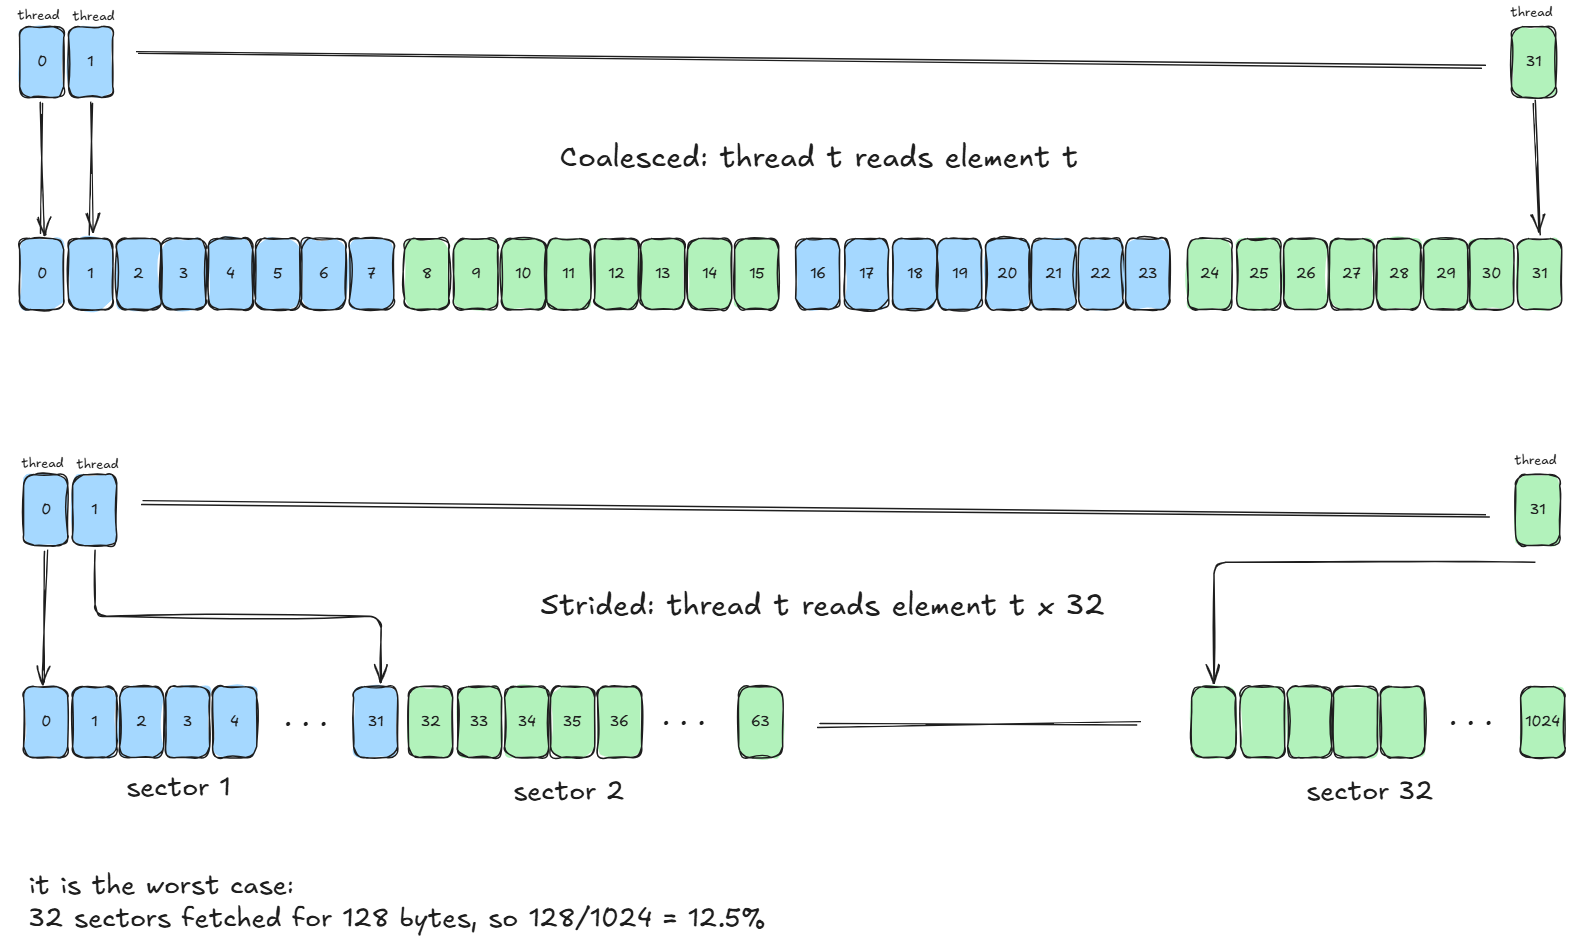 thread thread thread
0 1 31
Coalesced: thread t reads element t
0 1 2 3 4 5 6 7 8 9 10 11 12 13 14 15 16 17 18 19 20 21 22 23 24 25 26 27 28 29 30 31
thread thread thread
0 1 31
Strided: thread t reads element t x 32
0 1 2 3 4 ... 31 32 33 34 35 36 ... 63 ... 1024
sector 1 sector 2 sector 32
it is the worst case:
32 sectors fetched for 128 bytes, so 128/1024 = 12.5%